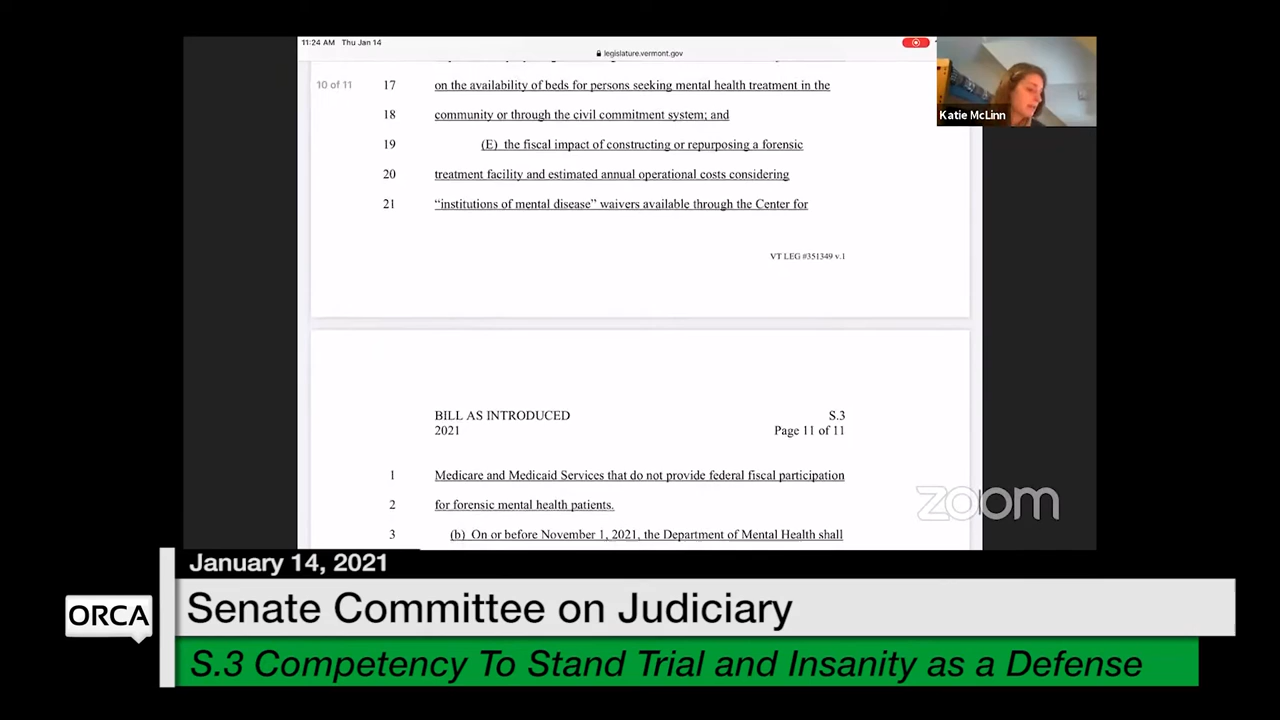 11:24 AM Thu Jan 14
legislature.vermont.gov
10 of 11
17 on the availability of beds for persons seeking mental health treatment in the
18 community or through the civil commitment system; and
19 (E) the fiscal impact of constructing or repurposing a forensic
20 treatment facility and estimated annual operational costs considering
21 “institutions of mental disease” waivers available through the Center for
VT LEG #351349 v.1
Katie McLinn
BILL AS INTRODUCED S.3
2021 Page 11 of 11
1 Medicare and Medicaid Services that do not provide federal fiscal participation
2 for forensic mental health patients.
3 (b) On or before November 1, 2021, the Department of Mental Health shall
zoom
January 14, 2021
ORCA
Senate Committee on Judiciary
S.3 Competency To Stand Trial and Insanity as a Defense